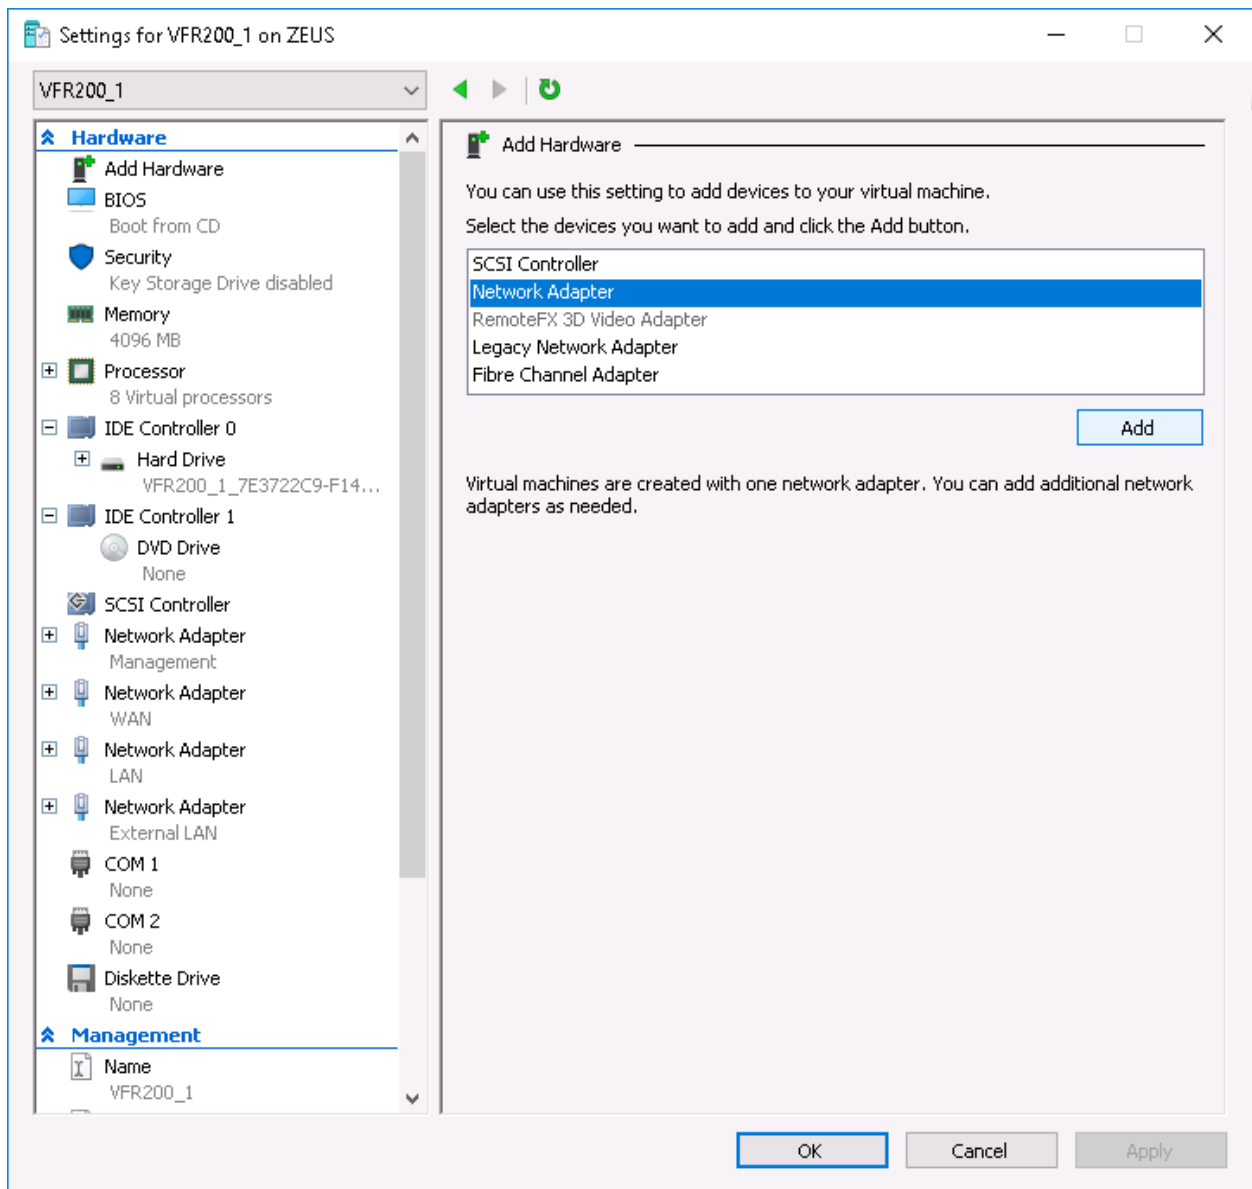 Settings for VFR200_1 on ZEUS
VFR200_1
Hardware
Add Hardware
BIOS
Boot from CD
Security
Key Storage Drive disabled
Memory
4096 MB
Processor
8 Virtual processors
IDE Controller 0
Hard Drive
VFR200_1_7E3722C9-F14...
IDE Controller 1
DVD Drive
None
SCSI Controller
Network Adapter
Management
Network Adapter
WAN
Network Adapter
LAN
Network Adapter
External LAN
COM 1
None
COM 2
None
Diskette Drive
None
Management
Name
VFR200_1
Add Hardware
You can use this setting to add devices to your virtual machine.
Select the devices you want to add and click the Add button.
SCSI Controller
Network Adapter
RemoteFX 3D Video Adapter
Legacy Network Adapter
Fibre Channel Adapter
Add
Virtual machines are created with one network adapter. You can add additional network
adapters as needed.
OK
Cancel
Apply